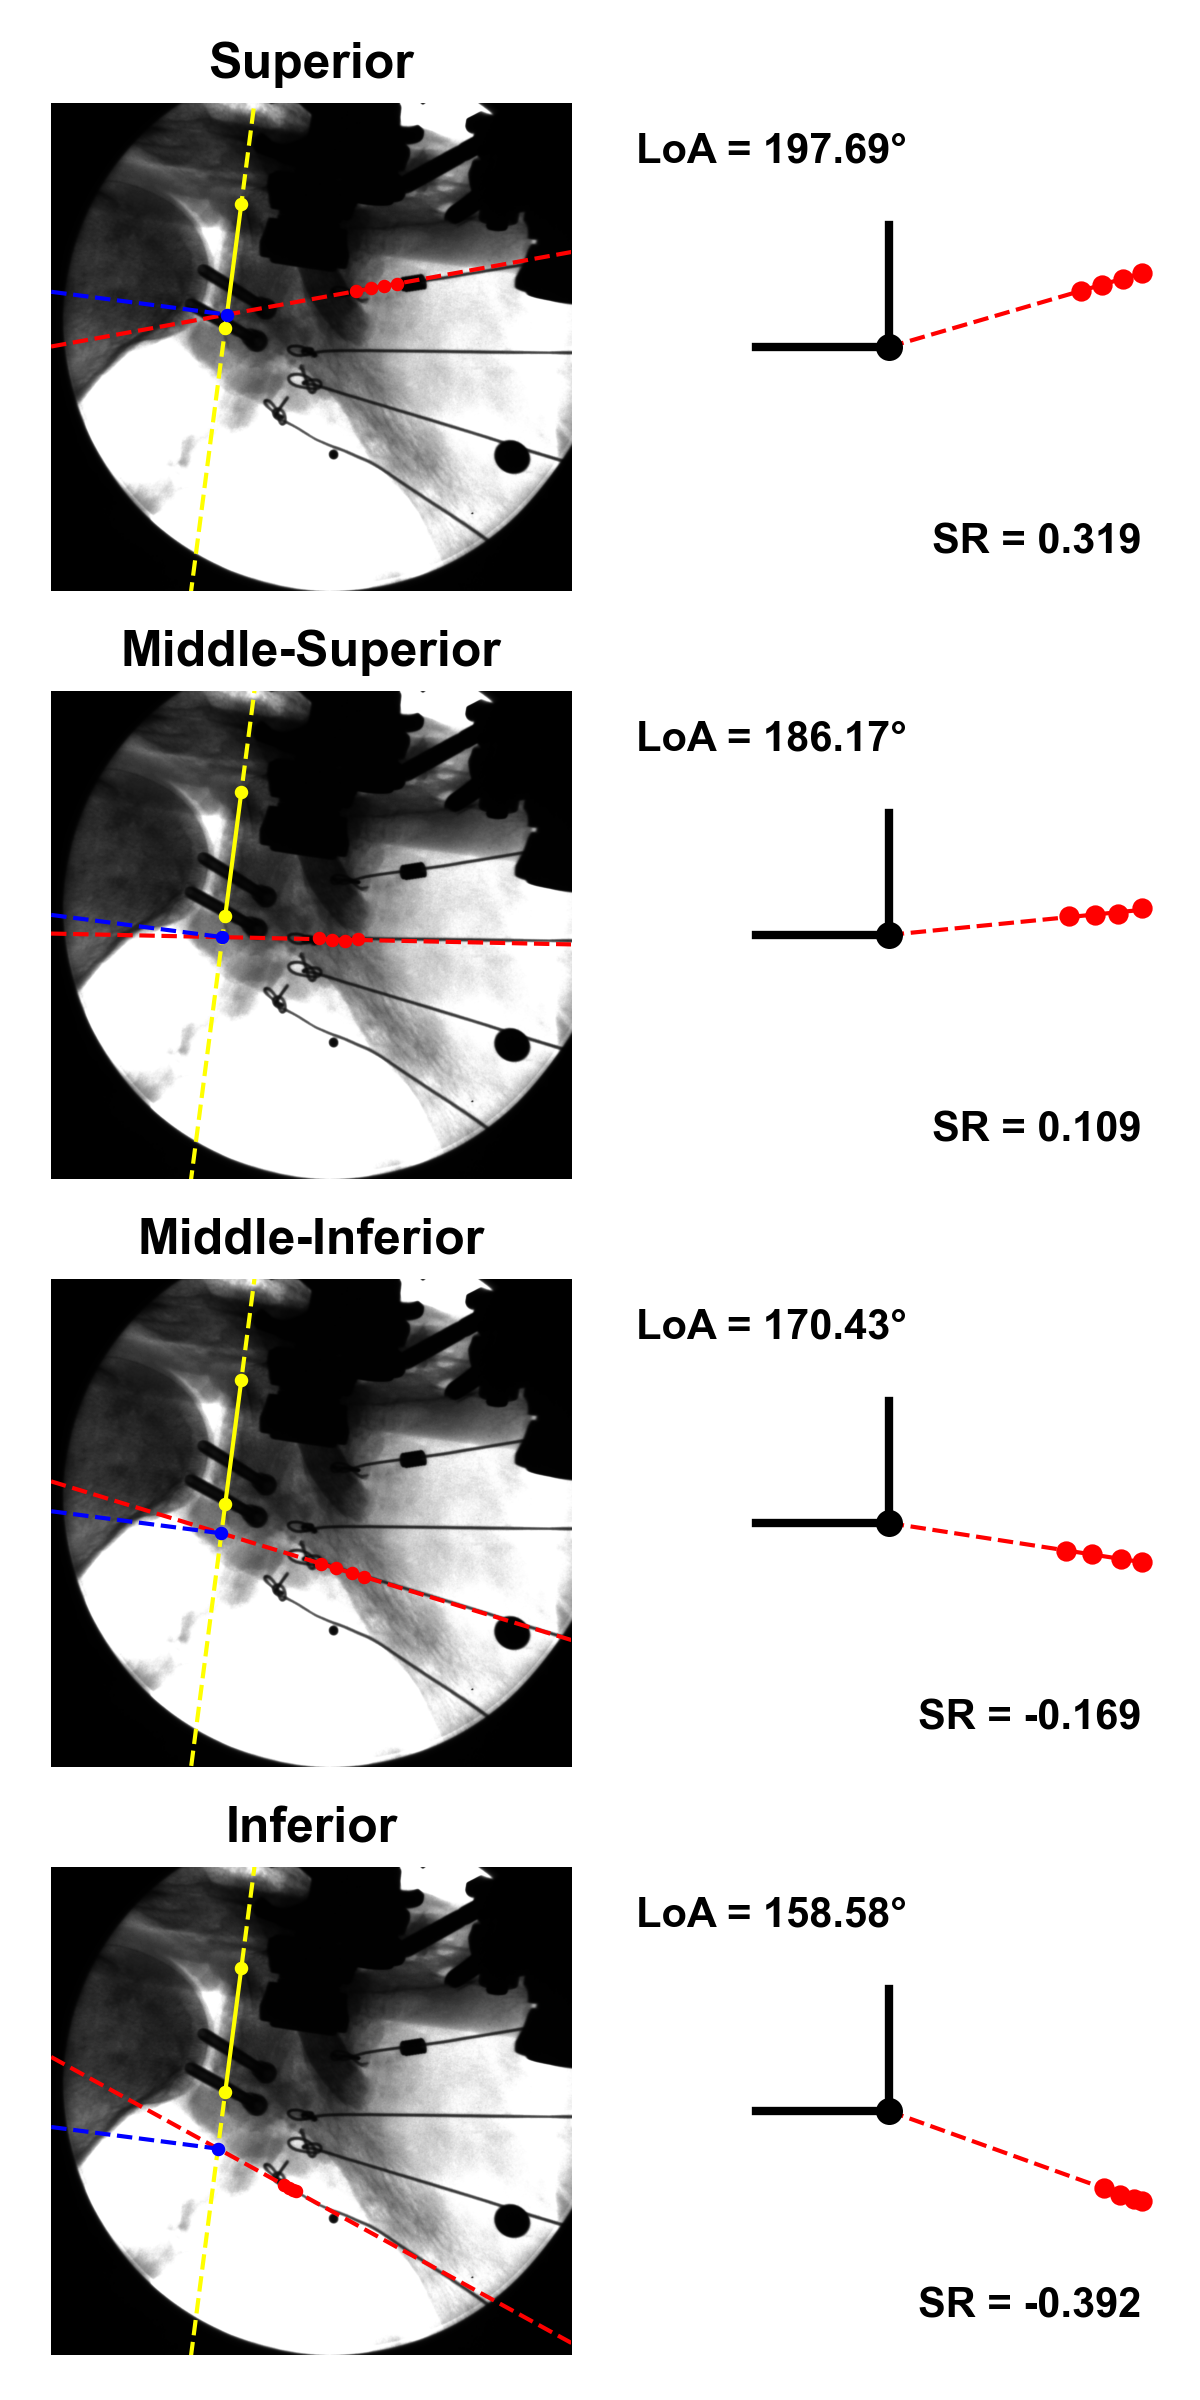 Superior
LoA = 197.69°
SR = 0.319
Middle-Superior
LoA = 186.17°
SR = 0.109
Middle-Inferior
LoA = 170.43°
SR = -0.169
Inferior
LoA = 158.58°
SR = -0.392